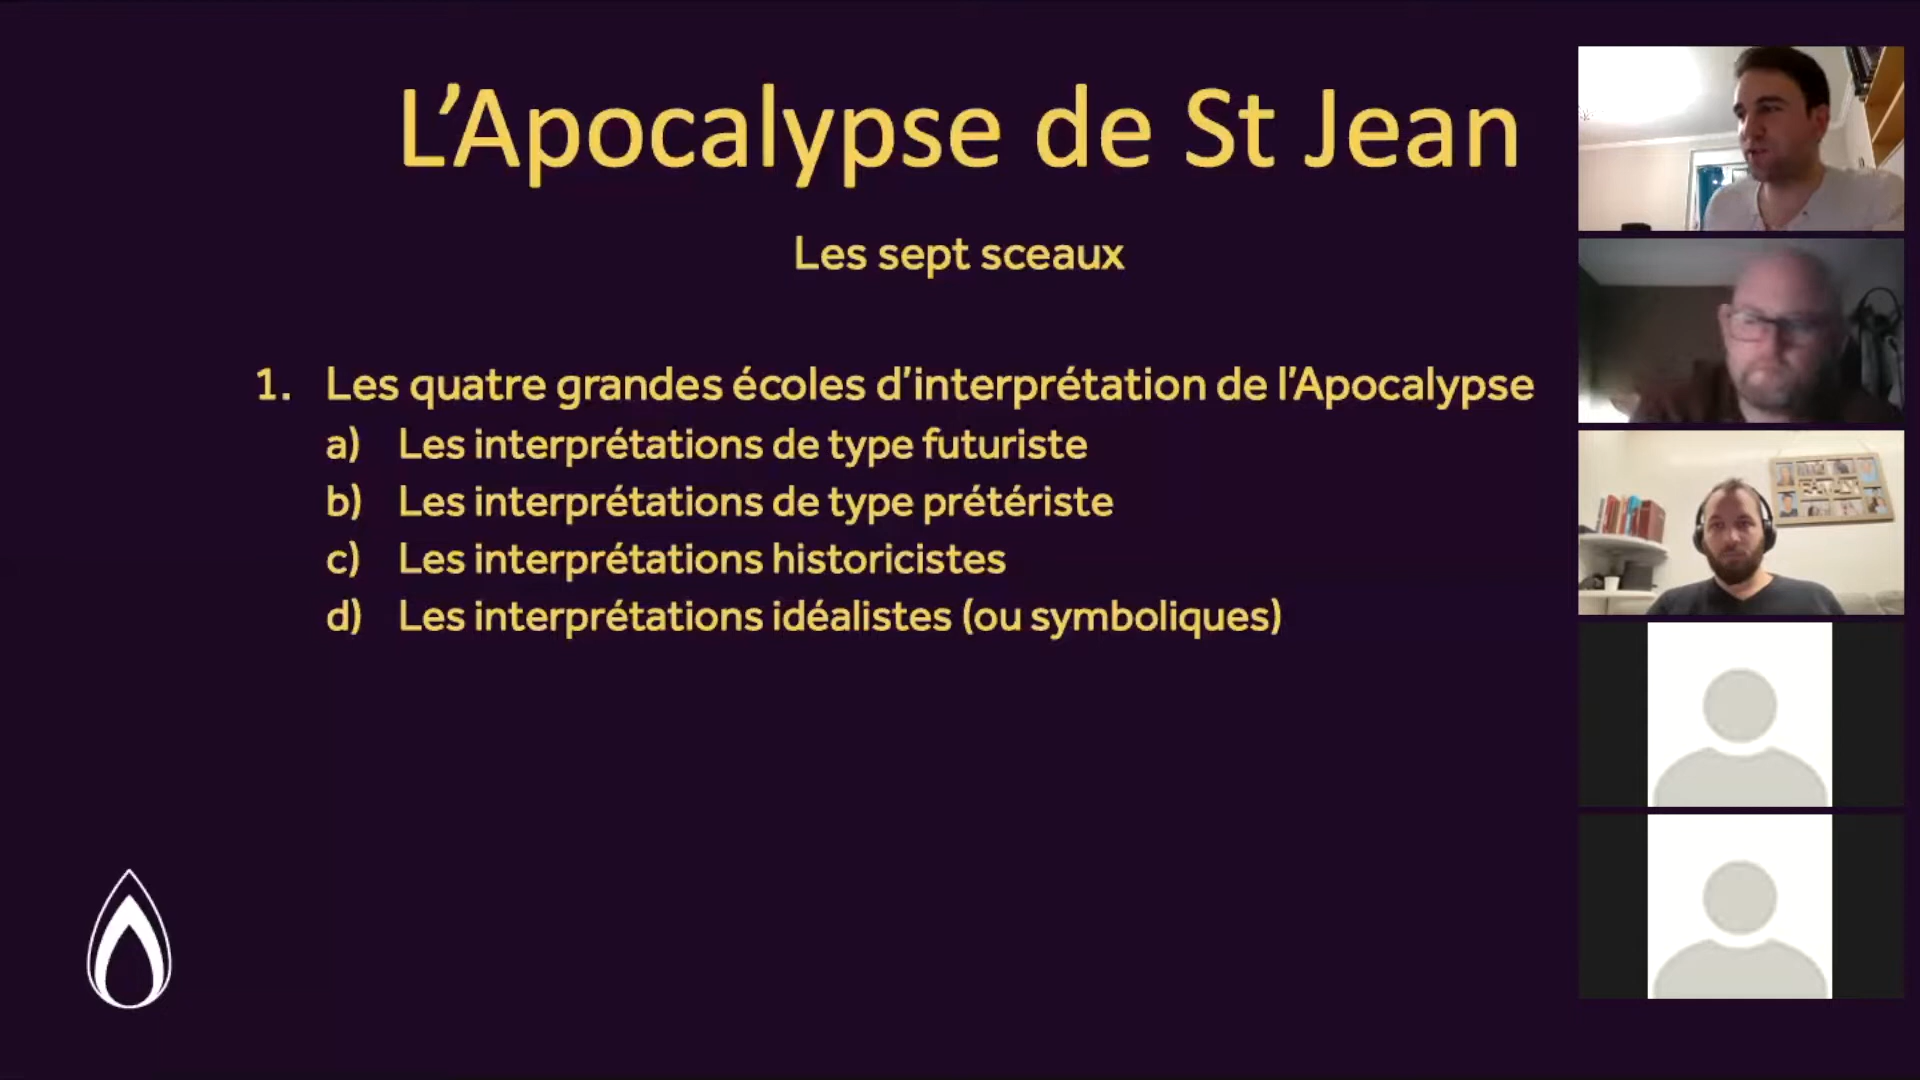 L’Apocalypse de St Jean
Les sept sceaux
1. Les quatre grandes écoles d’interprétation de l’Apocalypse
a) Les interprétations de type futuriste
b) Les interprétations de type prétériste
c) Les interprétations historicistes
d) Les interprétations idéalistes (ou symboliques)